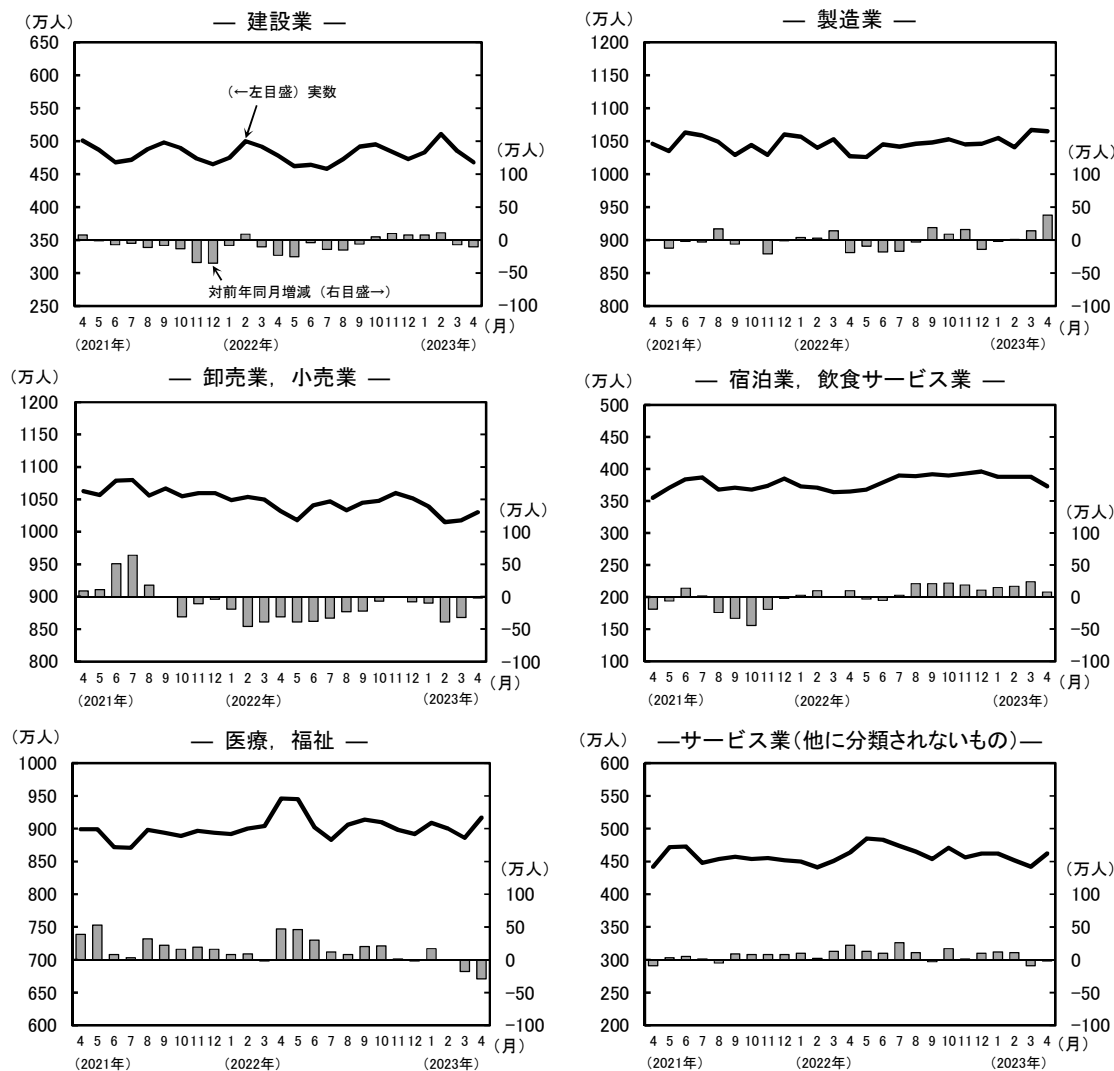 (万人)
― 建設業 ―
650
600
550
500
450
400
350
300
250
(←左目盛) 実数
対前年同月増減 (右目盛→)
(万人)
100
50
0
-50
-100
4 5 6 7 8 9 10 11 12 1 2 3 4 5 6 7 8 9 10 11 12 1 2 3 4 (月)
(2021年) (2022年) (2023年)
(万人)
― 製造業 ―
1200
1150
1100
1050
1000
950
900
850
800
(万人)
100
50
0
-50
-100
4 5 6 7 8 9 10 11 12 1 2 3 4 5 6 7 8 9 10 11 12 1 2 3 4 (月)
(2021年) (2022年) (2023年)
(万人)
― 卸売業，小売業 ―
1200
1150
1100
1050
1000
950
900
850
800
(万人)
100
50
0
-50
-100
4 5 6 7 8 9 10 11 12 1 2 3 4 5 6 7 8 9 10 11 12 1 2 3 4 (月)
(2021年) (2022年) (2023年)
(万人)
― 宿泊業，飲食サービス業 ―
500
450
400
350
300
250
200
150
100
(万人)
100
50
0
-50
-100
4 5 6 7 8 9 10 11 12 1 2 3 4 5 6 7 8 9 10 11 12 1 2 3 4 (月)
(2021年) (2022年) (2023年)
(万人)
― 医療，福祉 ―
1000
950
900
850
800
750
700
650
600
(万人)
100
50
0
-50
-100
4 5 6 7 8 9 10 11 12 1 2 3 4 5 6 7 8 9 10 11 12 1 2 3 4 (月)
(2021年) (2022年) (2023年)
(万人)
―サービス業(他に分類されないもの)―
600
550
500
450
400
350
300
250
200
(万人)
100
50
0
-50
-100
4 5 6 7 8 9 10 11 12 1 2 3 4 5 6 7 8 9 10 11 12 1 2 3 4 (月)
(2021年) (2022年) (2023年)